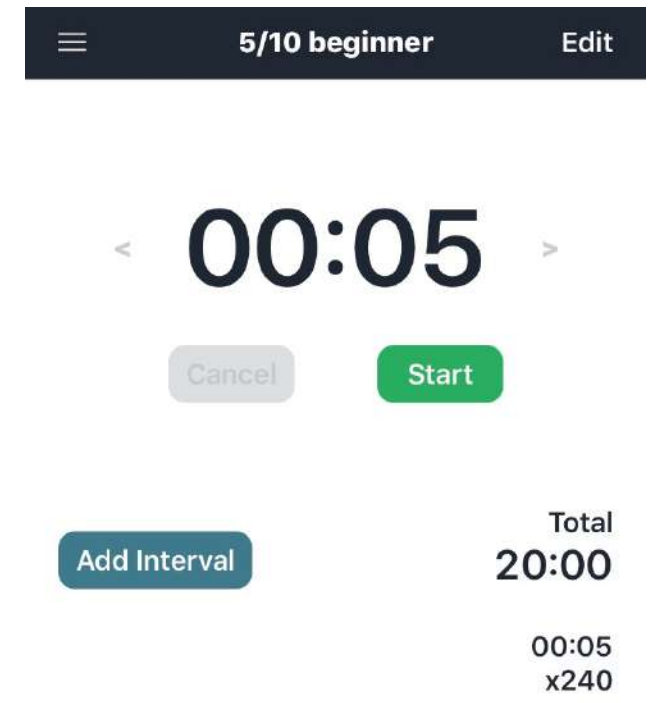 5/10 beginner Edit
< 00:05 >
Cancel Start
Total
Add Interval 20:00
00:05
x240